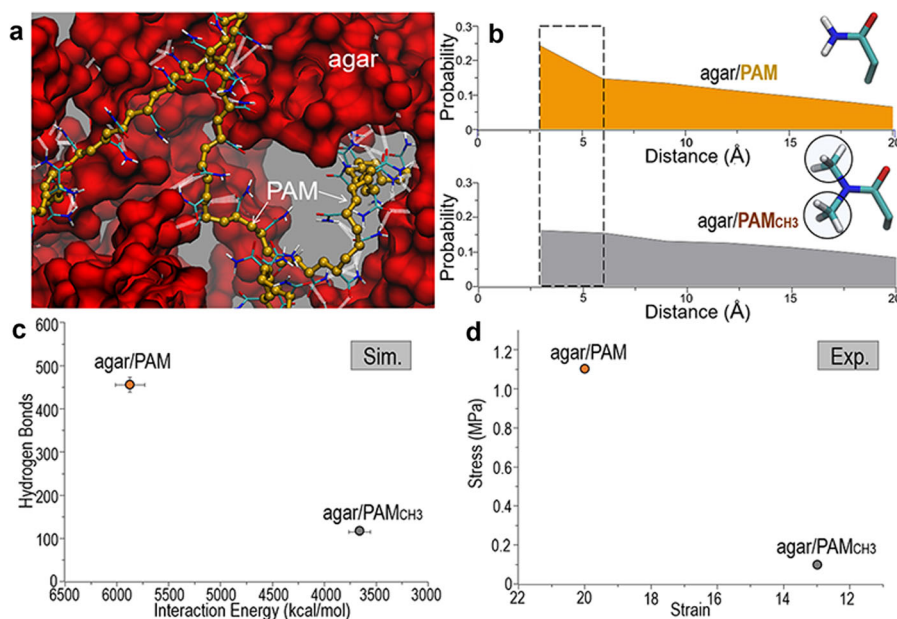 a
agar
PAM
b
Probability
0.3
0.2
0.1
0
agar/PAM
0
5
10
15
20
Distance (Å)
Probability
0.3
0.2
0.1
0
agar/PAMCH3
0
5
10
15
20
Distance (Å)
c
Hydrogen Bonds
600
500
400
300
200
100
0
agar/PAM
Sim.
agar/PAMCH3
6500 6000 5500 5000 4500 4000 3500 3000
Interaction Energy (kcal/mol)
d
Stress (MPa)
1.2
1.0
0.8
0.6
0.4
0.2
0
agar/PAM
Exp.
agar/PAMCH3
22 20 18 16 14 12
Strain